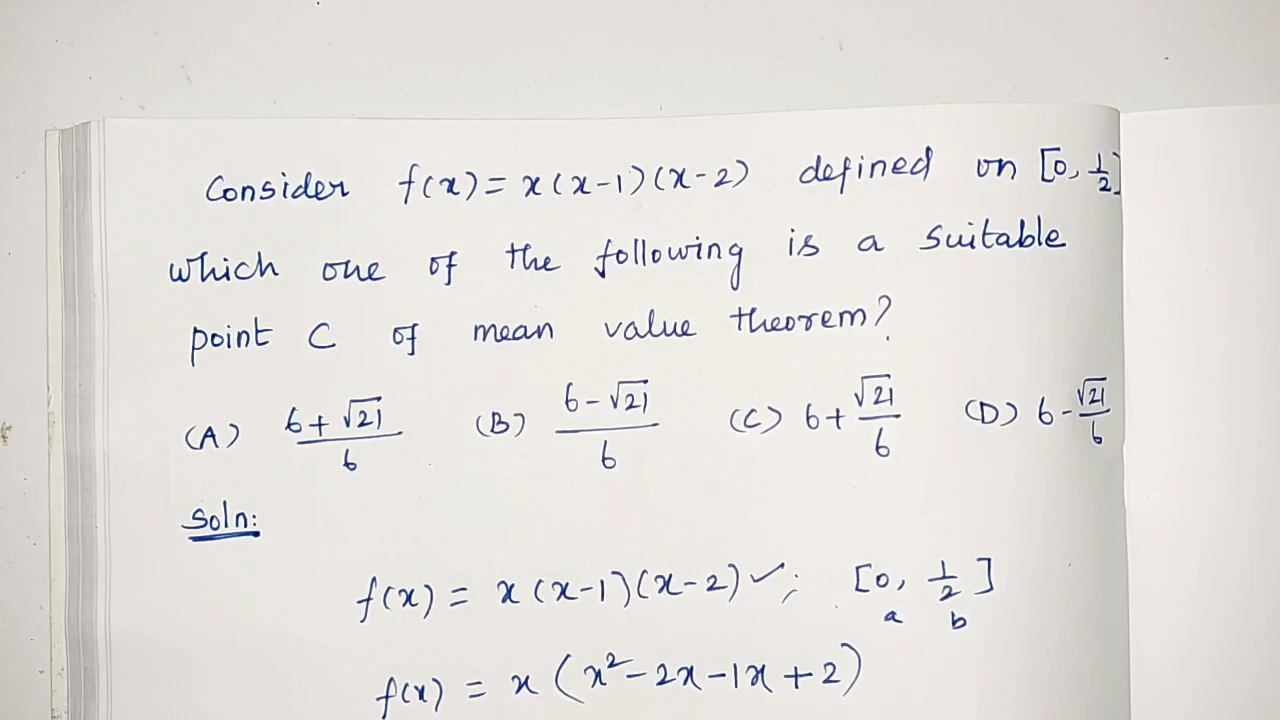 Consider f(x) = x(x-1)(x-2) defined on [0, 1/2]
which one of the following is a suitable
point C of mean value theorem?
(A) (6+√21)/6 (B) (6-√21)/6 (C) 6+√21/6 (D) 6-√21/6
Soln:
f(x) = x(x-1)(x-2) ✓; [0, 1/2]
a b
f(x) = x(x²-2x-1x+2)